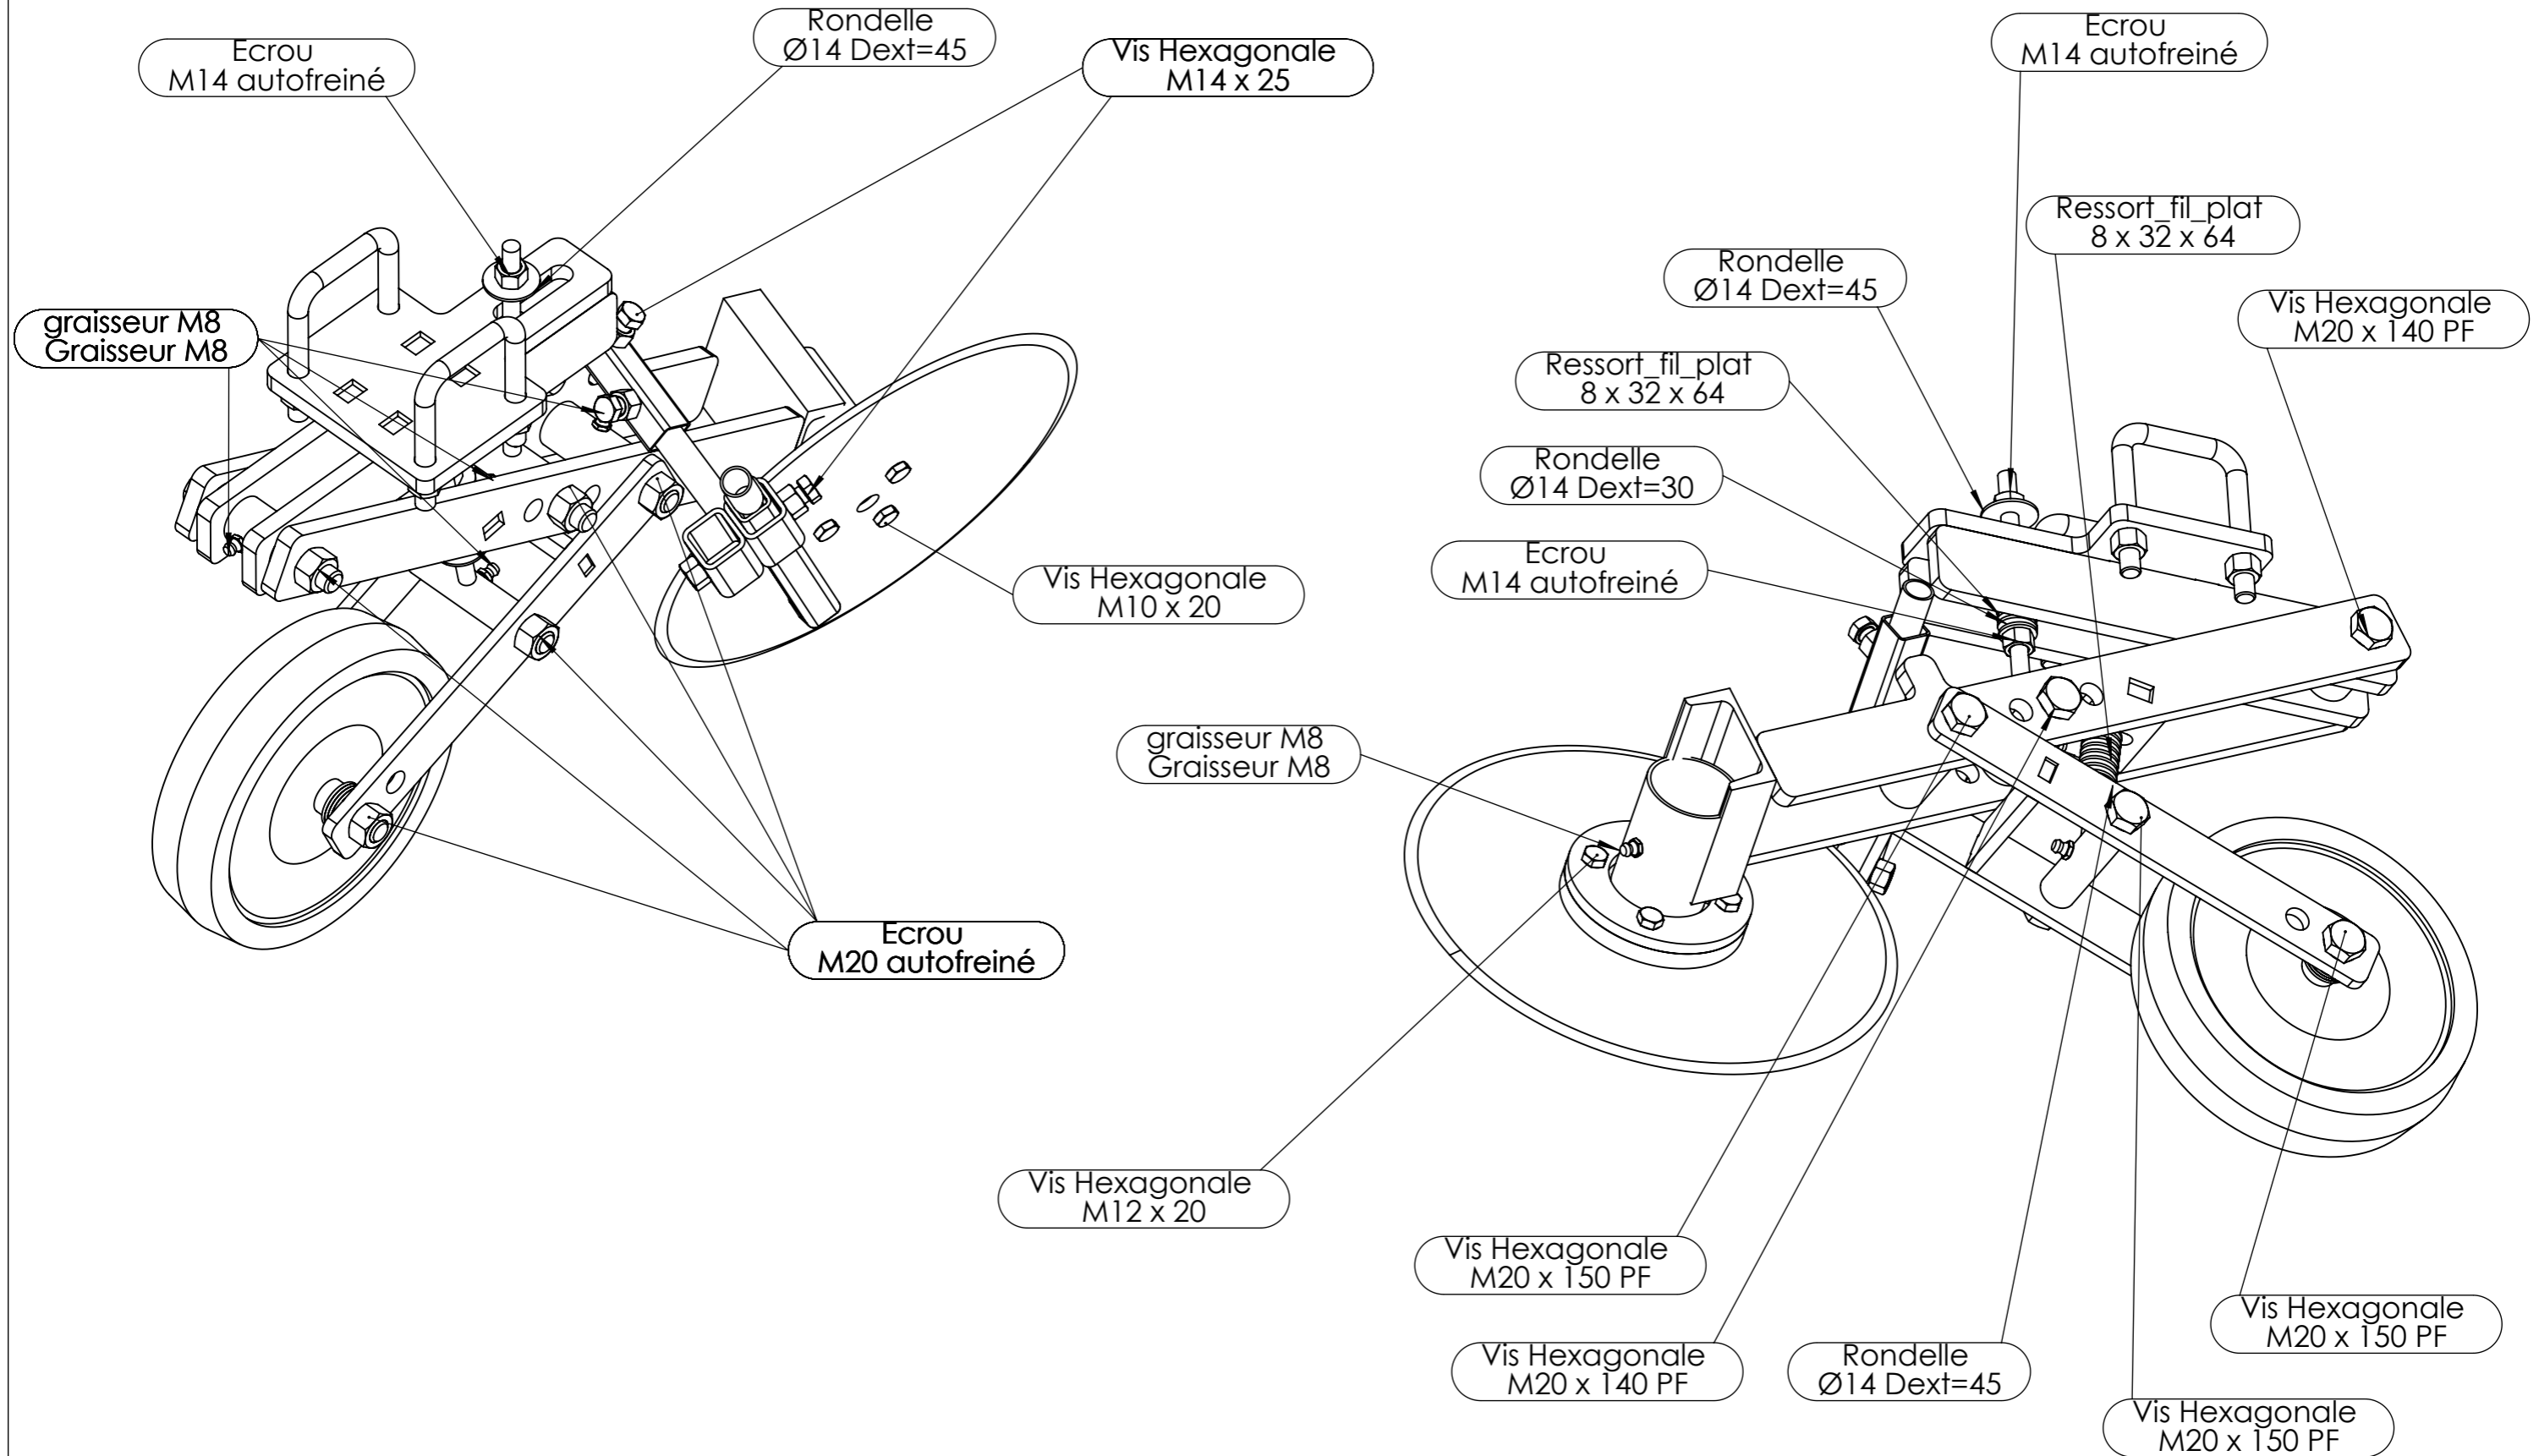 Ecrou
M14 autofreiné
Rondelle
Ø14 Dext=45
Vis Hexagonale
M14 x 25
graisseur M8
Graisseur M8
Vis Hexagonale
M10 x 20
Ecrou
M20 autofreiné
Ecrou
M14 autofreiné
Ressort_fil_plat
8 x 32 x 64
Rondelle
Ø14 Dext=45
Vis Hexagonale
M20 x 140 PF
Ressort_fil_plat
8 x 32 x 64
Rondelle
Ø14 Dext=30
Ecrou
M14 autofreiné
graisseur M8
Graisseur M8
Vis Hexagonale
M12 x 20
Vis Hexagonale
M20 x 150 PF
Vis Hexagonale
M20 x 140 PF
Rondelle
Ø14 Dext=45
Vis Hexagonale
M20 x 150 PF
Vis Hexagonale
M20 x 150 PF